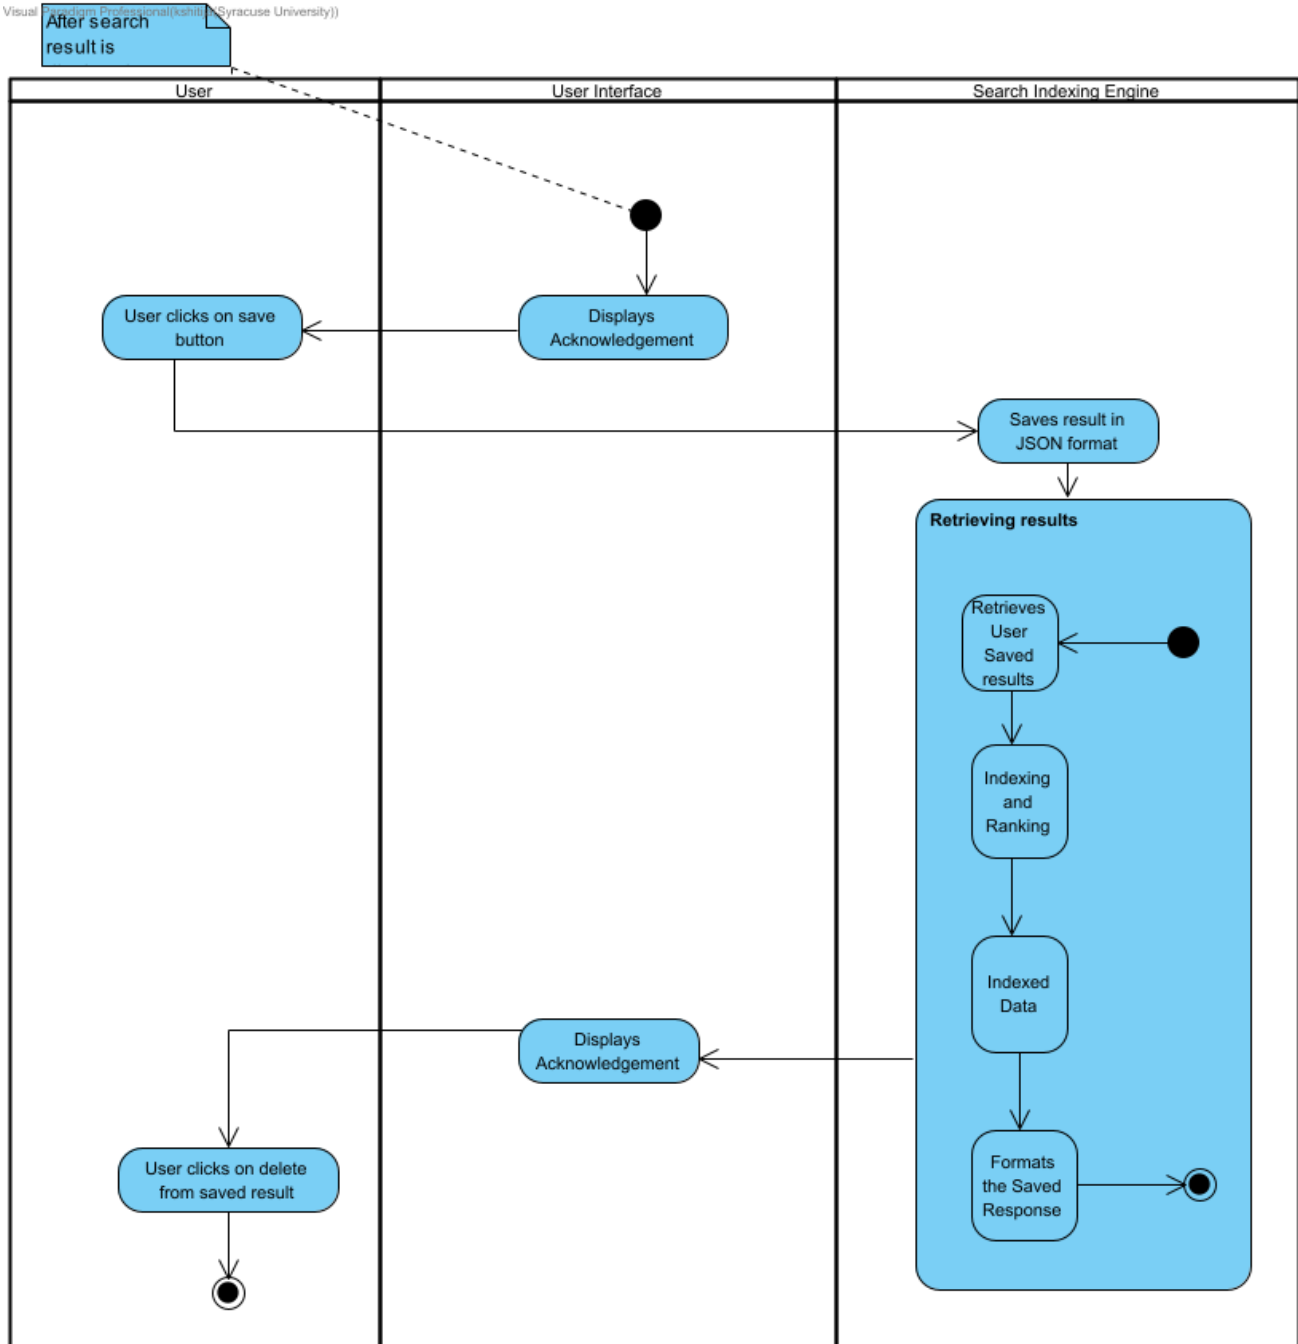 Visual Paradigm Professional(kshitij(Syracuse University))
After search
result is
User
User Interface
Search Indexing Engine
User clicks on save
button
Displays
Acknowledgement
Saves result in
JSON format
Retrieving results
Retrieves
User
Saved
results
Indexing
and
Ranking
Indexed
Data
Displays
Acknowledgement
User clicks on delete
from saved result
Formats
the Saved
Response